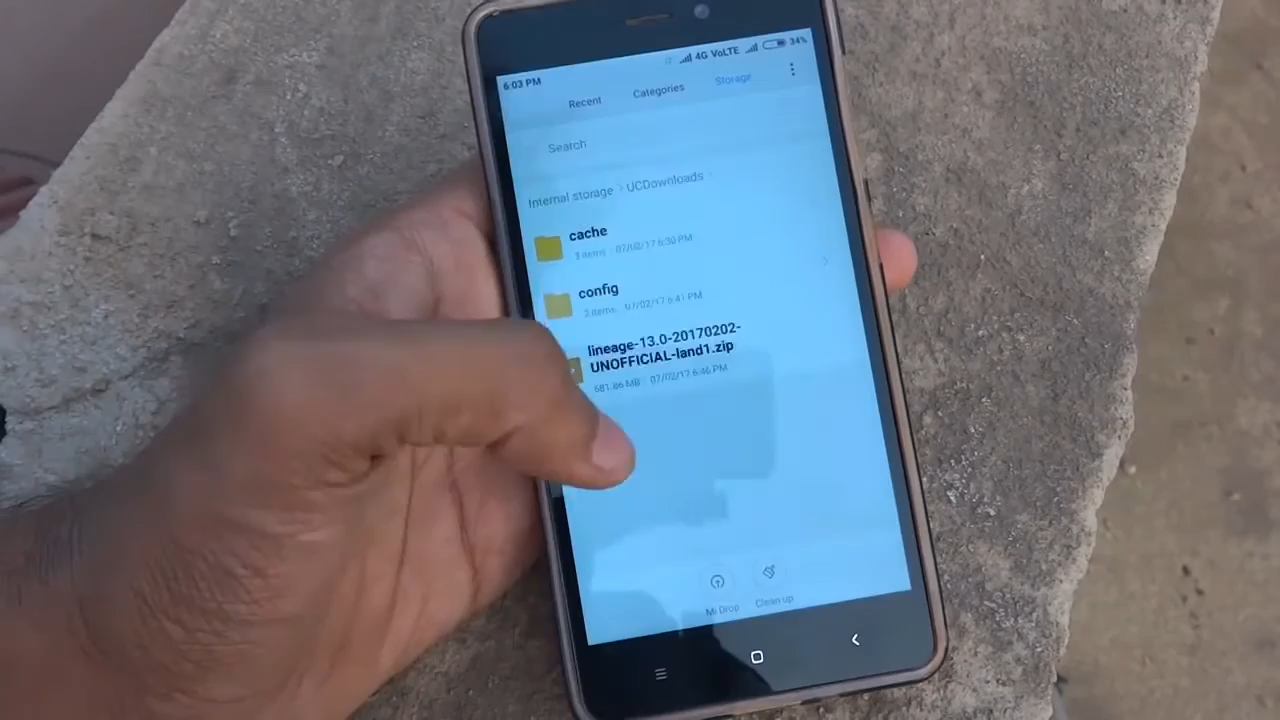 6:03 PM 4G VoLTE 34%
Recent Categories Storage
Search
Internal storage > UCDownloads
cache
3 items 07/02/17 6:30 PM
config
2 items 07/02/17 6:41 PM
lineage-13.0-20170202-
UNOFFICIAL-land1.zip
681.86 MB 07/02/17 6:46 PM
Mi Drop Clean up